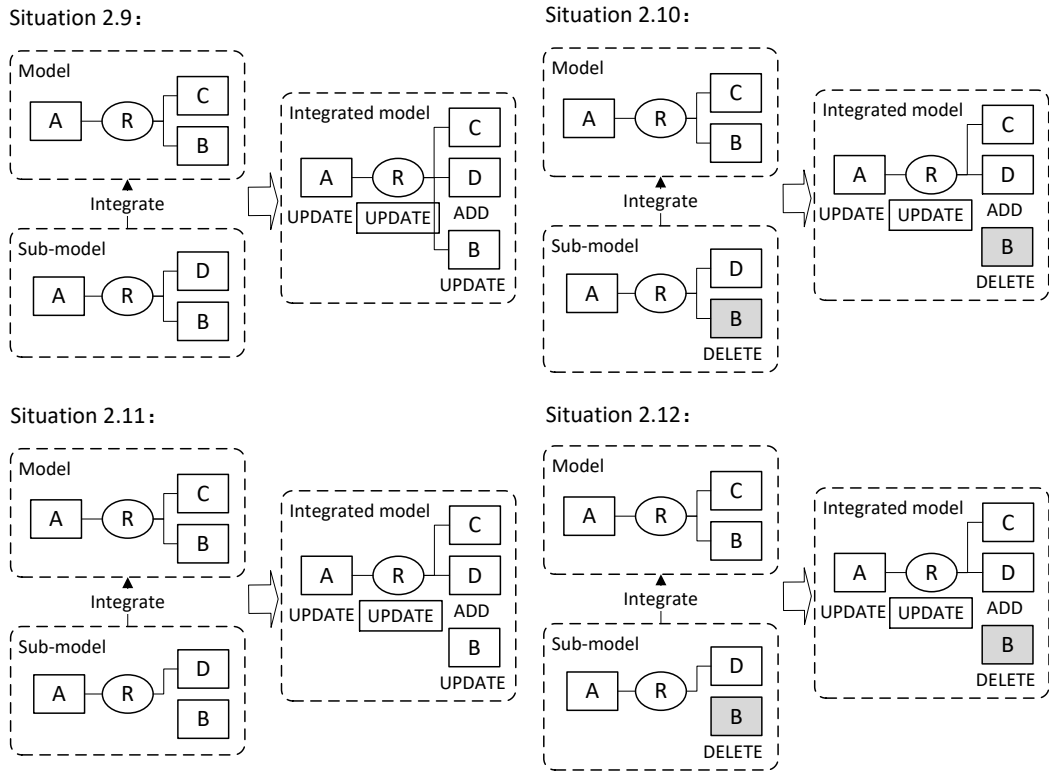 Situation 2.9：
Model
A
R
C
B
Integrate
Sub-model
A
R
D
B
Integrated model
C
A
R
D
UPDATE
UPDATE
ADD
B
UPDATE
Situation 2.10：
Model
A
R
C
B
Integrate
Sub-model
A
R
D
B
DELETE
Integrated model
C
A
R
D
UPDATE
UPDATE
ADD
B
DELETE
Situation 2.11：
Model
A
R
C
B
Integrate
Sub-model
A
R
D
B
Integrated model
C
A
R
D
UPDATE
UPDATE
ADD
B
UPDATE
Situation 2.12：
Model
A
R
C
B
Integrate
Sub-model
A
R
D
B
DELETE
Integrated model
C
A
R
D
UPDATE
UPDATE
ADD
B
DELETE